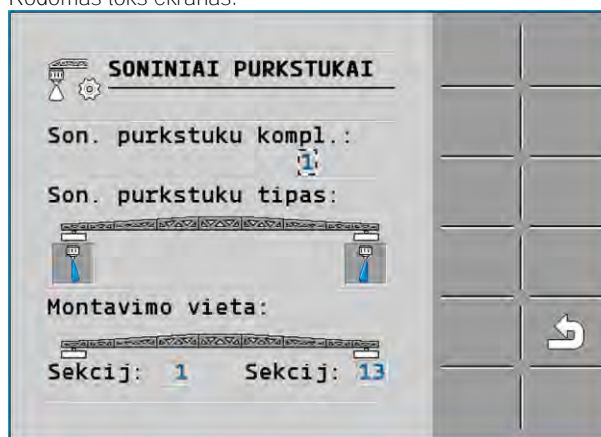 Rodomas toks ekranas:
SONINIAI PURKSTUKAI
Son. purkstuku kompl.:
1
Son. purkstuku tipas:
Montavimo vieta:
Sekcij: 1 Sekcij: 13